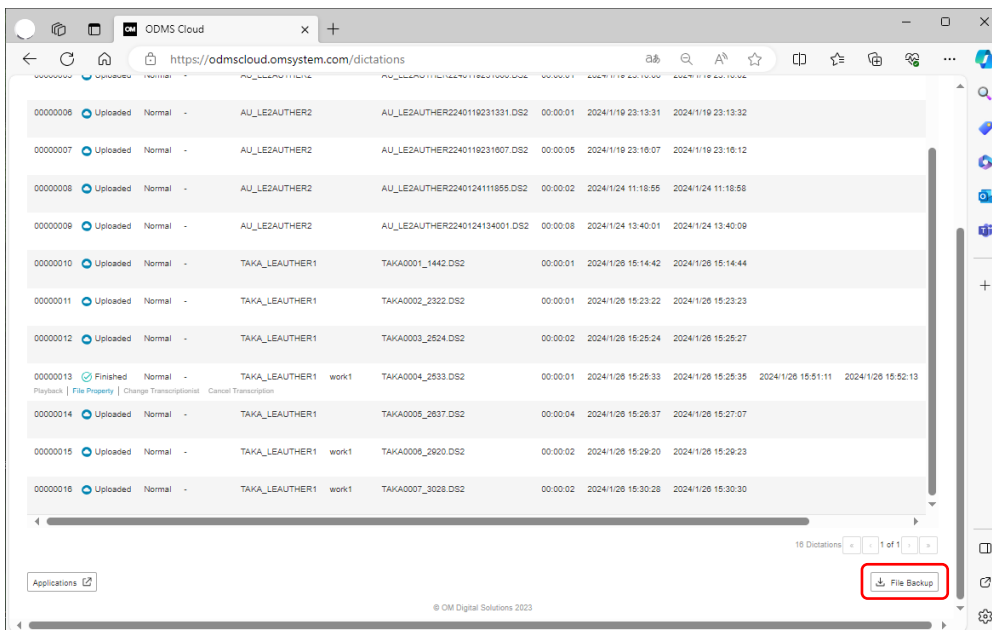 OM ODMS Cloud
https://odmscloud.omsystem.com/dictations
00000006 Uploaded Normal - AU_LE2AUTHER2 AU_LE2AUTHER2240119231331.DS2 00:00:01 2024/1/19 23:13:31 2024/1/19 23:13:32
00000007 Uploaded Normal - AU_LE2AUTHER2 AU_LE2AUTHER2240119231607.DS2 00:00:05 2024/1/19 23:16:07 2024/1/19 23:16:12
00000008 Uploaded Normal - AU_LE2AUTHER2 AU_LE2AUTHER2240124111855.DS2 00:00:02 2024/1/24 11:18:55 2024/1/24 11:18:58
00000009 Uploaded Normal - AU_LE2AUTHER2 AU_LE2AUTHER2240124134001.DS2 00:00:08 2024/1/24 13:40:01 2024/1/24 13:40:09
00000010 Uploaded Normal - TAKA_LEAUTHER1 TAKA0001_1442.DS2 00:00:01 2024/1/26 15:14:42 2024/1/26 15:14:44
00000011 Uploaded Normal - TAKA_LEAUTHER1 TAKA0002_2322.DS2 00:00:01 2024/1/26 15:23:22 2024/1/26 15:23:23
00000012 Uploaded Normal - TAKA_LEAUTHER1 TAKA0003_2524.DS2 00:00:02 2024/1/26 15:25:24 2024/1/26 15:25:27
00000013 Finished Normal - TAKA_LEAUTHER1 work1 TAKA0004_2533.DS2 00:00:01 2024/1/26 15:25:33 2024/1/26 15:25:35 2024/1/26 15:51:11 2024/1/26 15:52:13
Playback | File Property | Change Transcriptionist Cancel Transcription
00000014 Uploaded Normal - TAKA_LEAUTHER1 TAKA0005_2637.DS2 00:00:04 2024/1/26 15:26:37 2024/1/26 15:27:07
00000015 Uploaded Normal - TAKA_LEAUTHER1 work1 TAKA0006_2920.DS2 00:00:02 2024/1/26 15:29:20 2024/1/26 15:29:23
00000016 Uploaded Normal - TAKA_LEAUTHER1 work1 TAKA0007_3028.DS2 00:00:02 2024/1/26 15:30:28 2024/1/26 15:30:30
16 Dictations « ‹ 1 of 1 › »
Applications File Backup
© OM Digital Solutions 2023